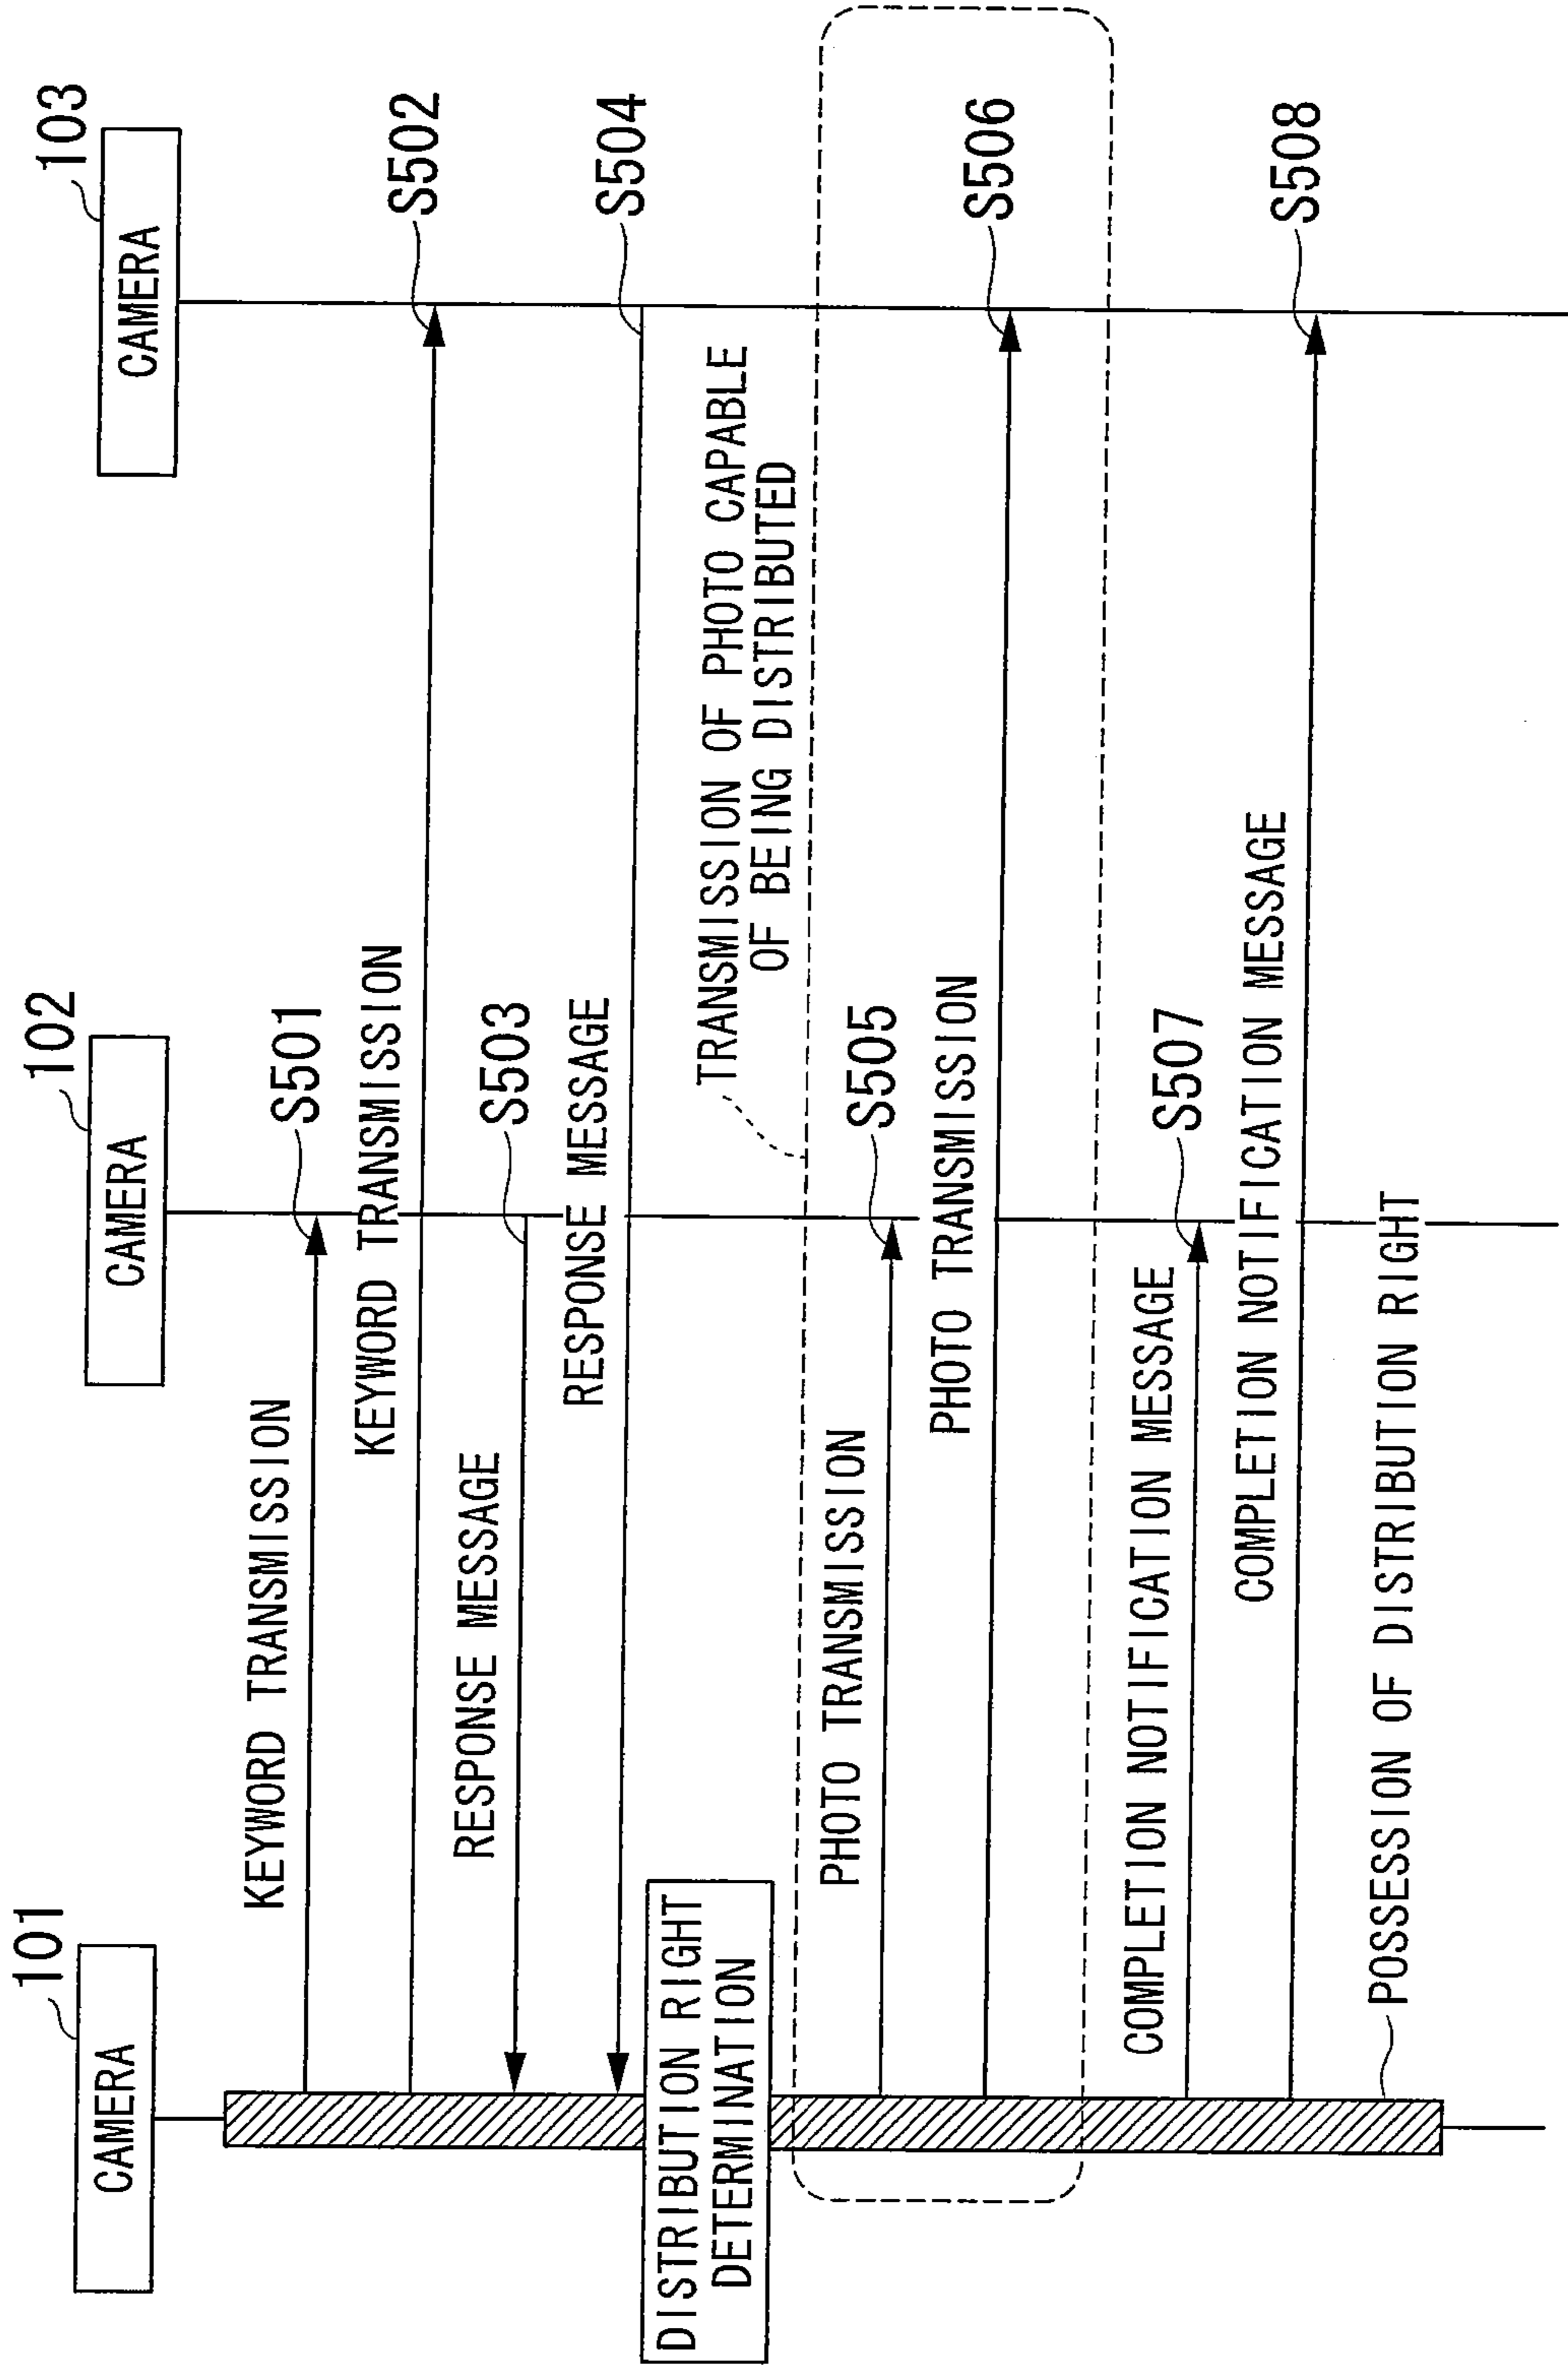 101
CAMERA
102
CAMERA
103
CAMERA
KEYWORD TRANSMISSION
S501
KEYWORD TRANSMISSION
S502
RESPONSE MESSAGE
S503
RESPONSE MESSAGE
S504
DISTRIBUTION RIGHT
DETERMINATION
TRANSMISSION OF PHOTO CAPABLE
OF BEING DISTRIBUTED
PHOTO TRANSMISSION
S505
PHOTO TRANSMISSION
S506
COMPLETION NOTIFICATION MESSAGE
S507
COMPLETION NOTIFICATION MESSAGE
S508
POSSESSION OF DISTRIBUTION RIGHT